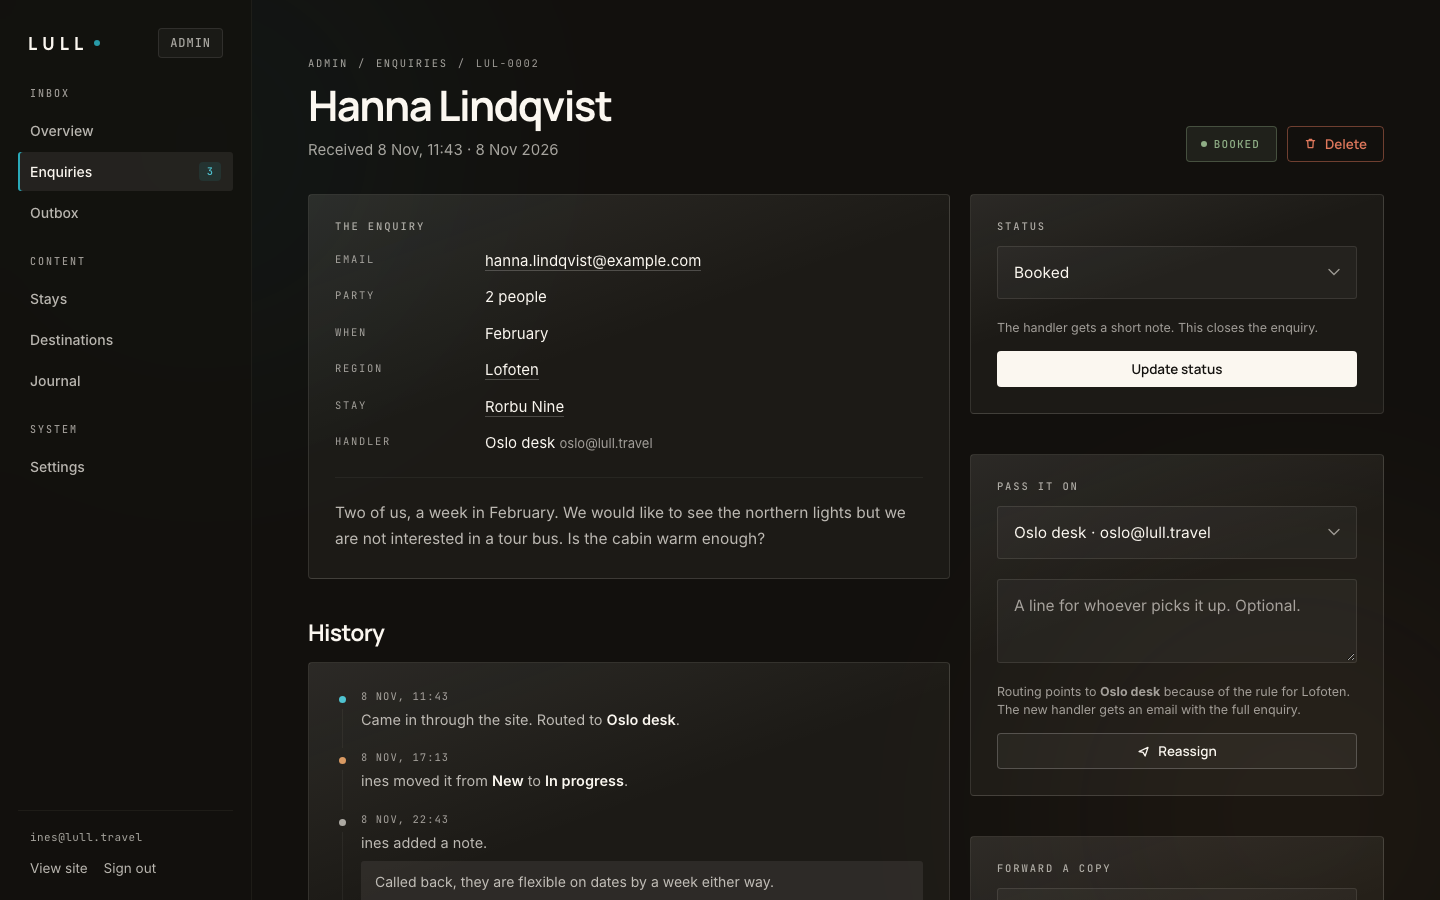 LULL
ADMIN
INBOX
Overview
Enquiries 3
Outbox
CONTENT
Stays
Destinations
Journal
SYSTEM
Settings
ines@lull.travel
View site Sign out
ADMIN / ENQUIRIES / LUL-0002
Hanna Lindqvist
Received 8 Nov, 11:43 · 8 Nov 2026
BOOKED
Delete
THE ENQUIRY
EMAIL hanna.lindqvist@example.com
PARTY 2 people
WHEN February
REGION Lofoten
STAY Rorbu Nine
HANDLER Oslo desk oslo@lull.travel
Two of us, a week in February. We would like to see the northern lights but we
are not interested in a tour bus. Is the cabin warm enough?
History
8 NOV, 11:43
Came in through the site. Routed to Oslo desk.
8 NOV, 17:13
ines moved it from New to In progress.
8 NOV, 22:43
ines added a note.
Called back, they are flexible on dates by a week either way.
STATUS
Booked
The handler gets a short note. This closes the enquiry.
Update status
PASS IT ON
Oslo desk · oslo@lull.travel
A line for whoever picks it up. Optional.
Routing points to Oslo desk because of the rule for Lofoten.
The new handler gets an email with the full enquiry.
Reassign
FORWARD A COPY